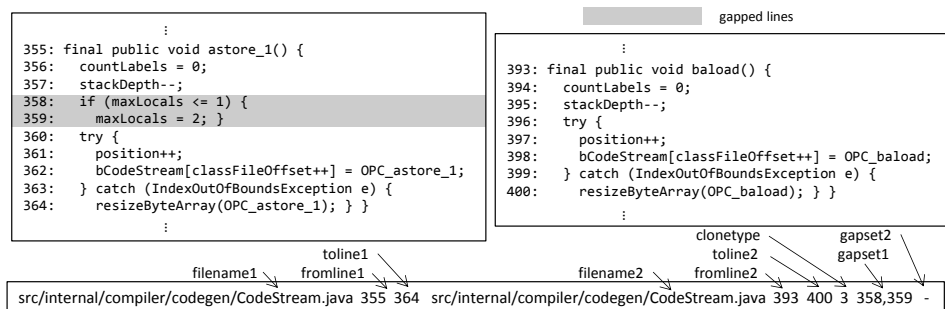 gapped lines
⋮
355: final public void astore_1() {
356: countLabels = 0;
357: stackDepth--;
358: if (maxLocals <= 1) {
359: maxLocals = 2; }
360: try {
361: position++;
362: bCodeStream[classFileOffset++] = OPC_astore_1;
363: } catch (IndexOutOfBoundsException e) {
364: resizeByteArray(OPC_astore_1); } }
⋮
⋮
393: final public void baload() {
394: countLabels = 0;
395: stackDepth--;
396: try {
397: position++;
398: bCodeStream[classFileOffset++] = OPC_baload;
399: } catch (IndexOutOfBoundsException e) {
400: resizeByteArray(OPC_baload); } }
⋮
clonetype gapset2
toline1 toline2 gapset1
filename1 fromline1 filename2 fromline2
src/internal/compiler/codegen/CodeStream.java 355 364 src/internal/compiler/codegen/CodeStream.java 393 400 3 358,359 -